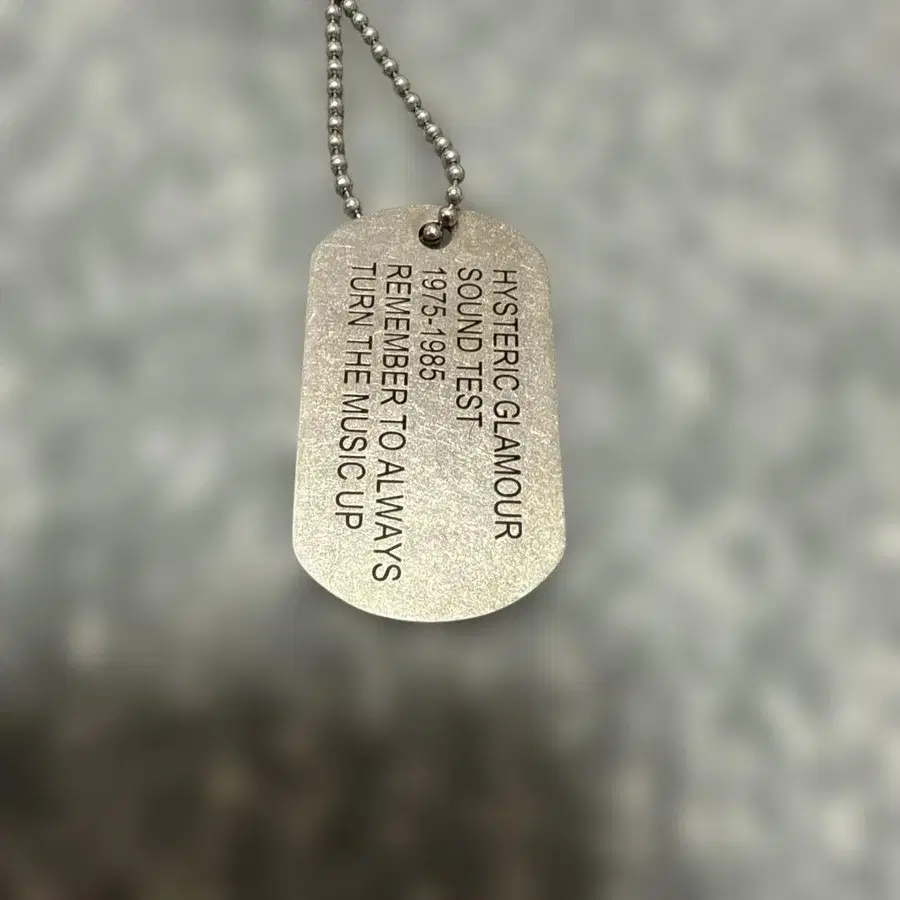 HYSTERIC GLAMOUR
SOUND TEST
1975-1985
REMEMBER TO ALWAYS
TURN THE MUSIC UP